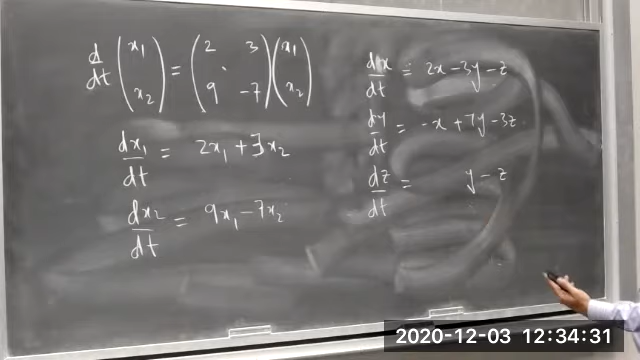 d/dt (x₁ x₂) = (2 3 9 -7)(x₁ x₂)
dx₁/dt = 2x₁ + 3x₂
dx₂/dt = 9x₁ - 7x₂
dx/dt = 2x - 3y - z
dy/dt = -x + 7y - 3z
dz/dt = y - z
2020-12-03 12:34:31